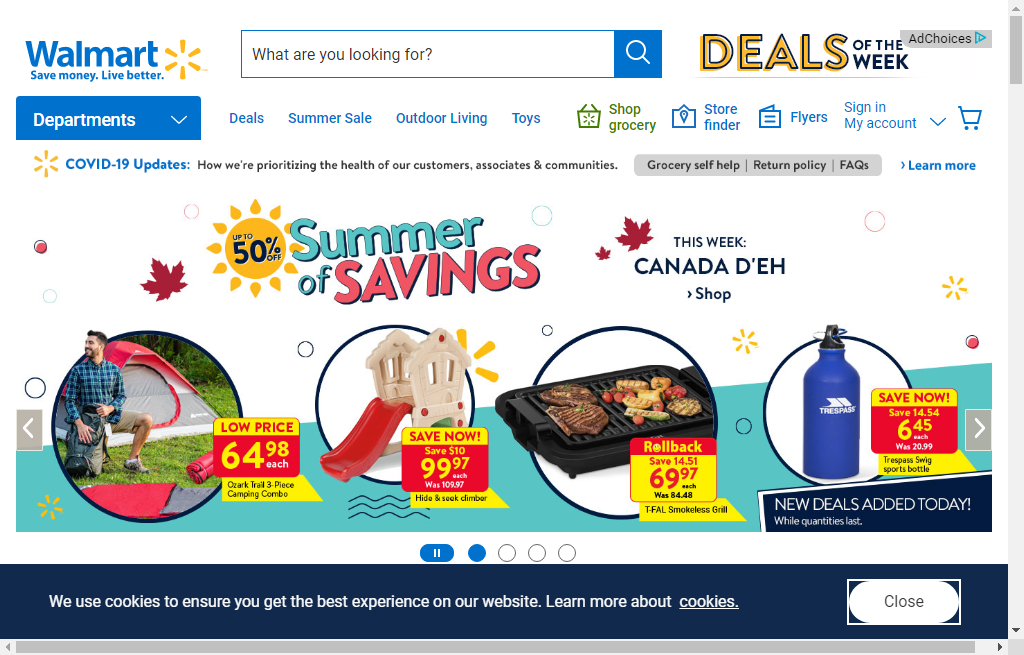 Walmart
Save money. Live better.
What are you looking for?
DEALS OF THE WEEK
AdChoices
Departments
Deals
Summer Sale
Outdoor Living
Toys
Shop grocery
Store finder
Flyers
Sign in
My account
COVID-19 Updates: How we're prioritizing the health of our customers, associates & communities.
Grocery self help | Return policy | FAQs
› Learn more
UP TO
50% OFF
Summer
of SAVINGS
THIS WEEK:
CANADA D'EH
› Shop
LOW PRICE
64 98
each
Ozark Trail 3-Piece
Camping Combo
SAVE NOW!
Save $10
99 97
each
Was 109.97
Hide & seek climber
Rollback
Save 14.51
69 97
each
Was 84.48
T-FAL Smokeless Grill
TRESPASS
SAVE NOW!
Save 14.54
6 45
each
Was 20.99
Trespass Swig
sports bottle
NEW DEALS ADDED TODAY!
While quantities last.
We use cookies to ensure you get the best experience on our website. Learn more about cookies.
Close